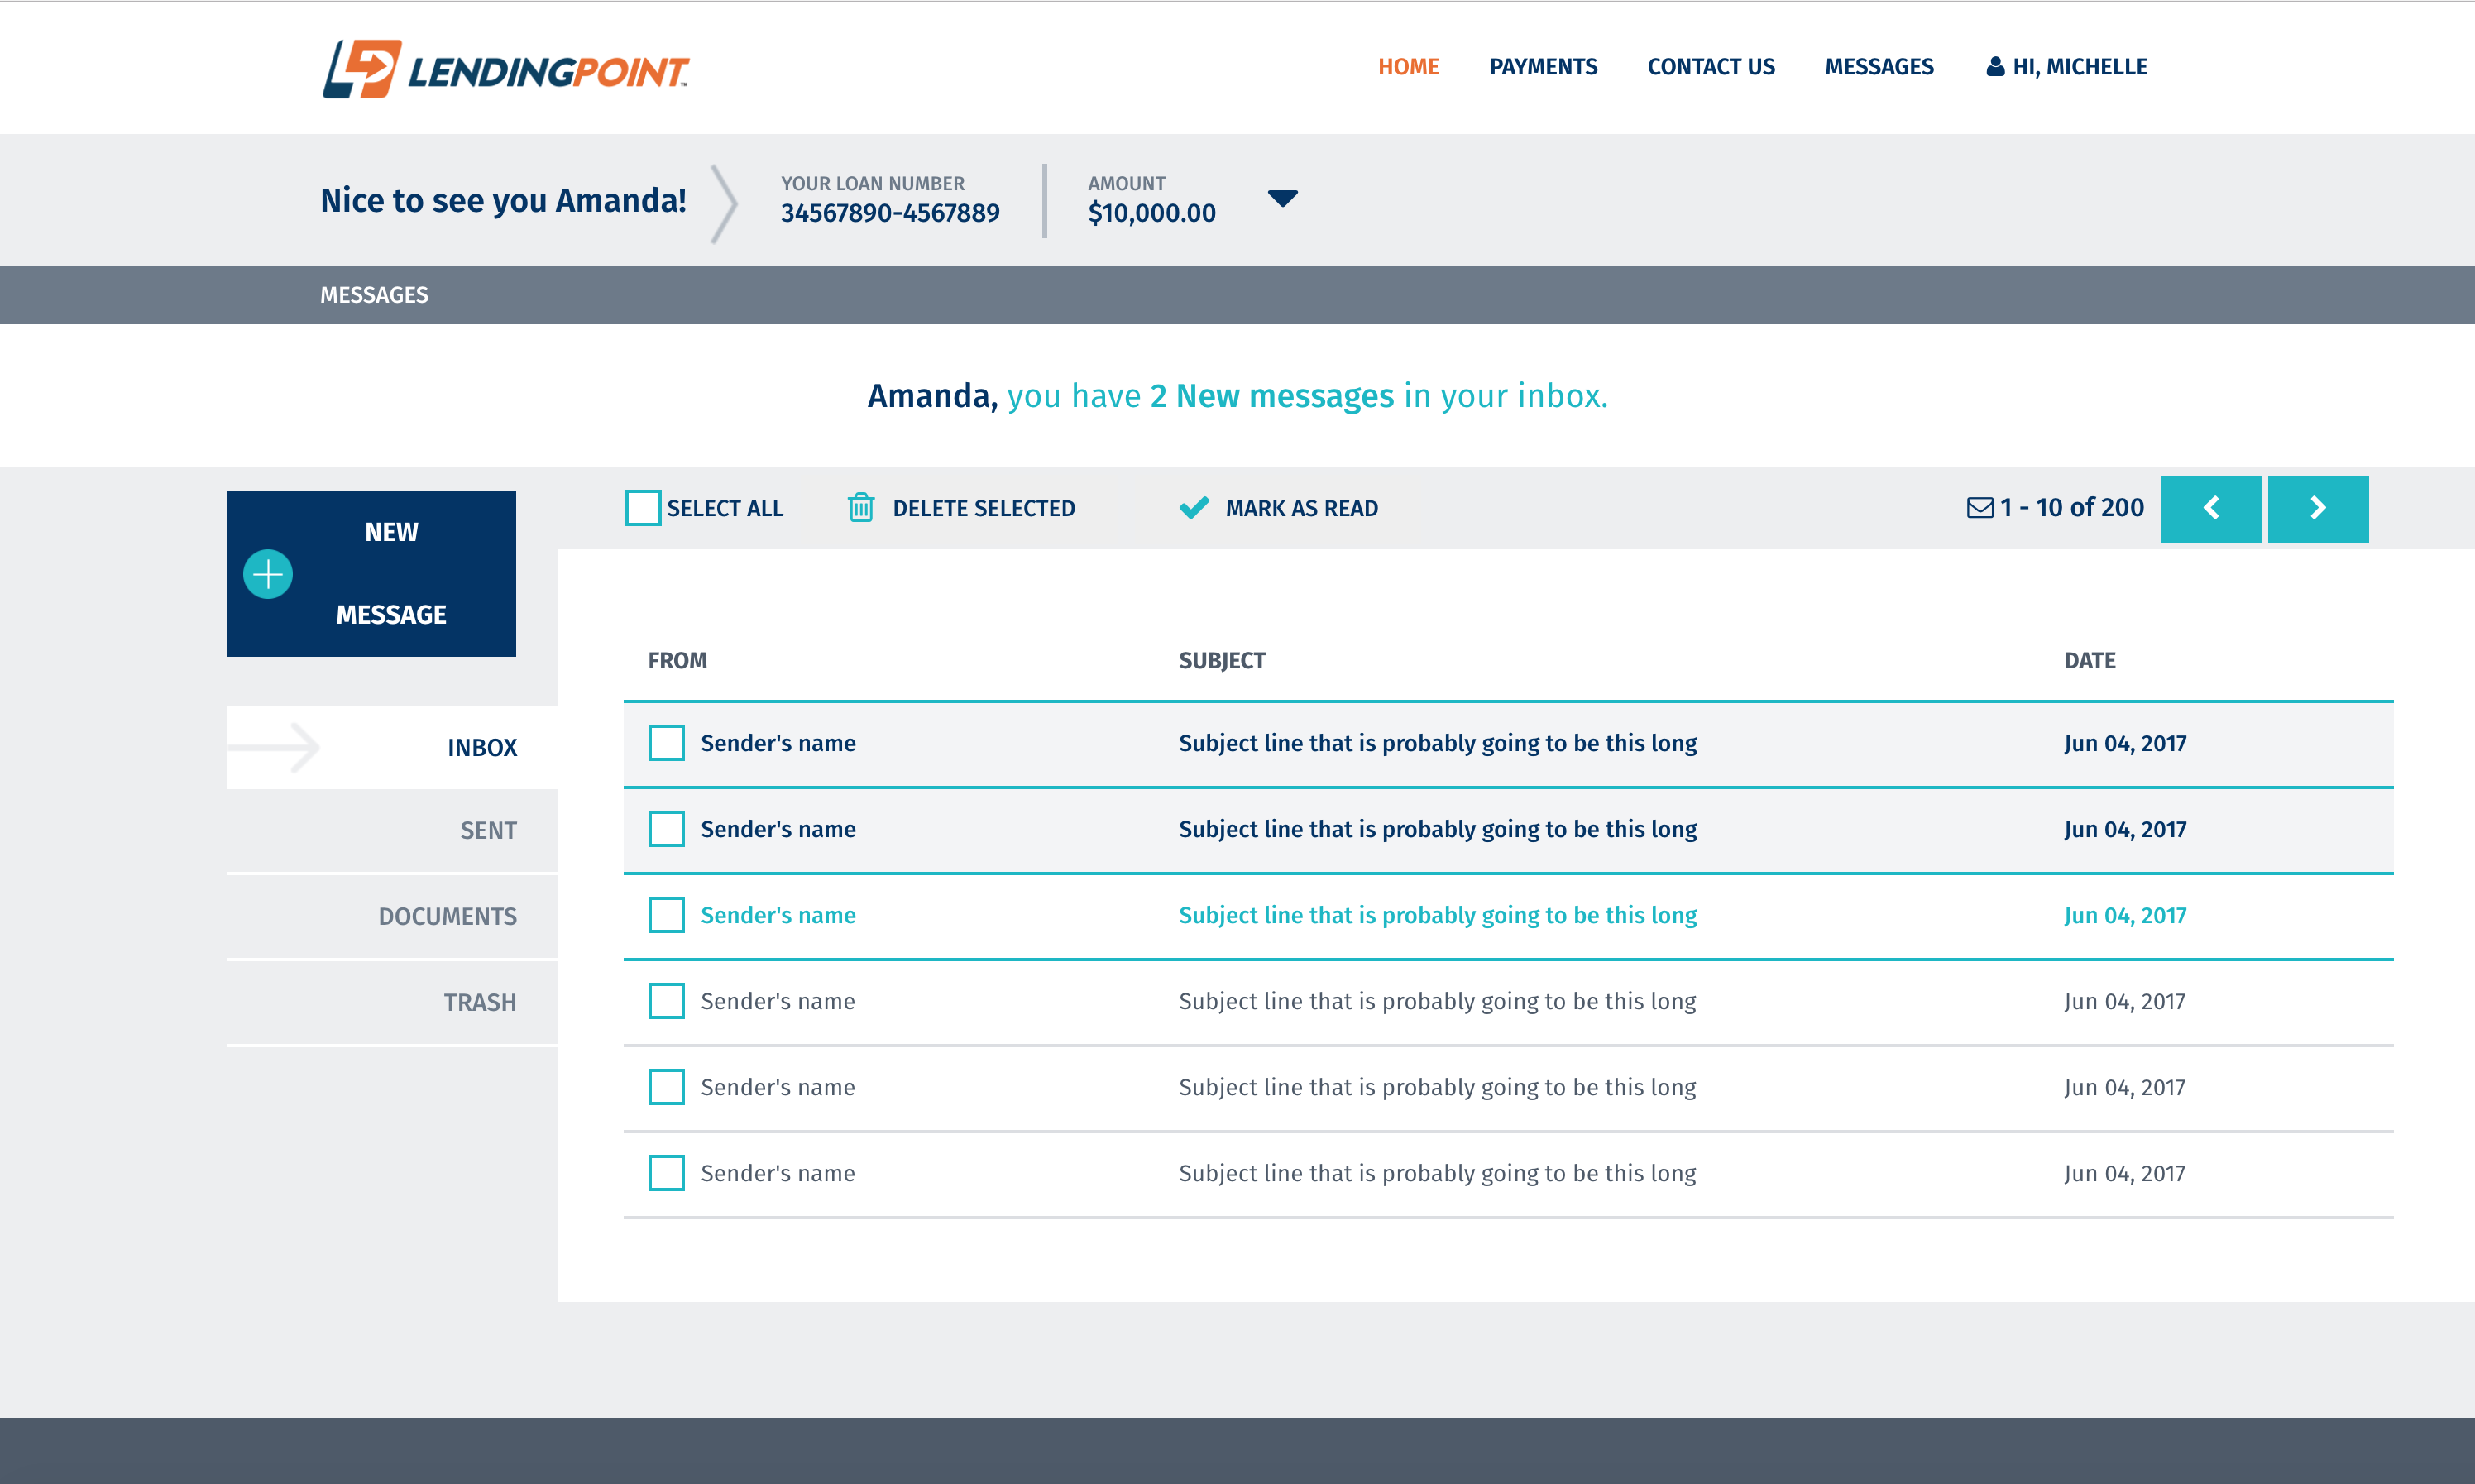 LENDINGPOINT™
HOME PAYMENTS CONTACT US MESSAGES HI, MICHELLE
Nice to see you Amanda!
YOUR LOAN NUMBER
34567890-4567889
AMOUNT
$10,000.00
MESSAGES
Amanda, you have 2 New messages in your inbox.
NEW
MESSAGE
SELECT ALL DELETE SELECTED MARK AS READ 1 - 10 of 200
INBOX
SENT
DOCUMENTS
TRASH
FROM SUBJECT DATE
Sender's name Subject line that is probably going to be this long Jun 04, 2017
Sender's name Subject line that is probably going to be this long Jun 04, 2017
Sender's name Subject line that is probably going to be this long Jun 04, 2017
Sender's name Subject line that is probably going to be this long Jun 04, 2017
Sender's name Subject line that is probably going to be this long Jun 04, 2017
Sender's name Subject line that is probably going to be this long Jun 04, 2017